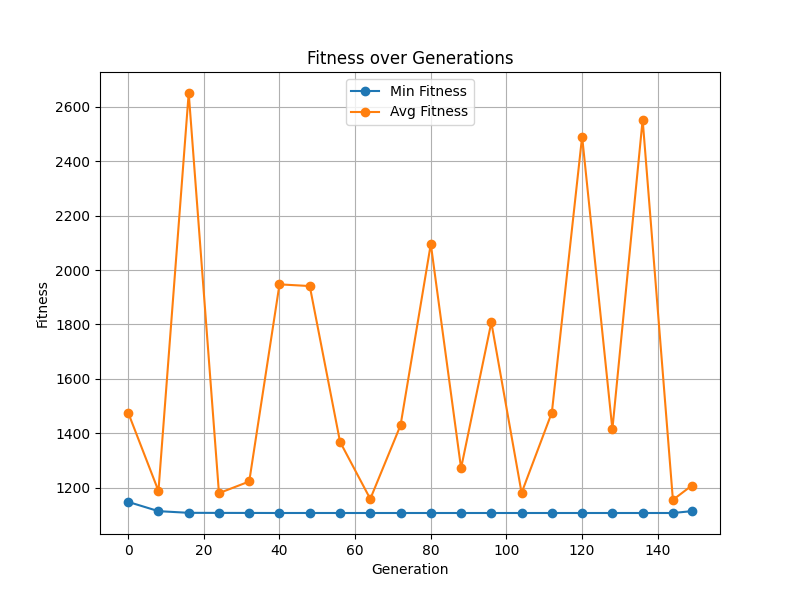 Fitness over Generations
Min Fitness
Avg Fitness
2600
2400
2200
2000
1800
1600
1400
1200
Fitness
0 20 40 60 80 100 120 140
Generation